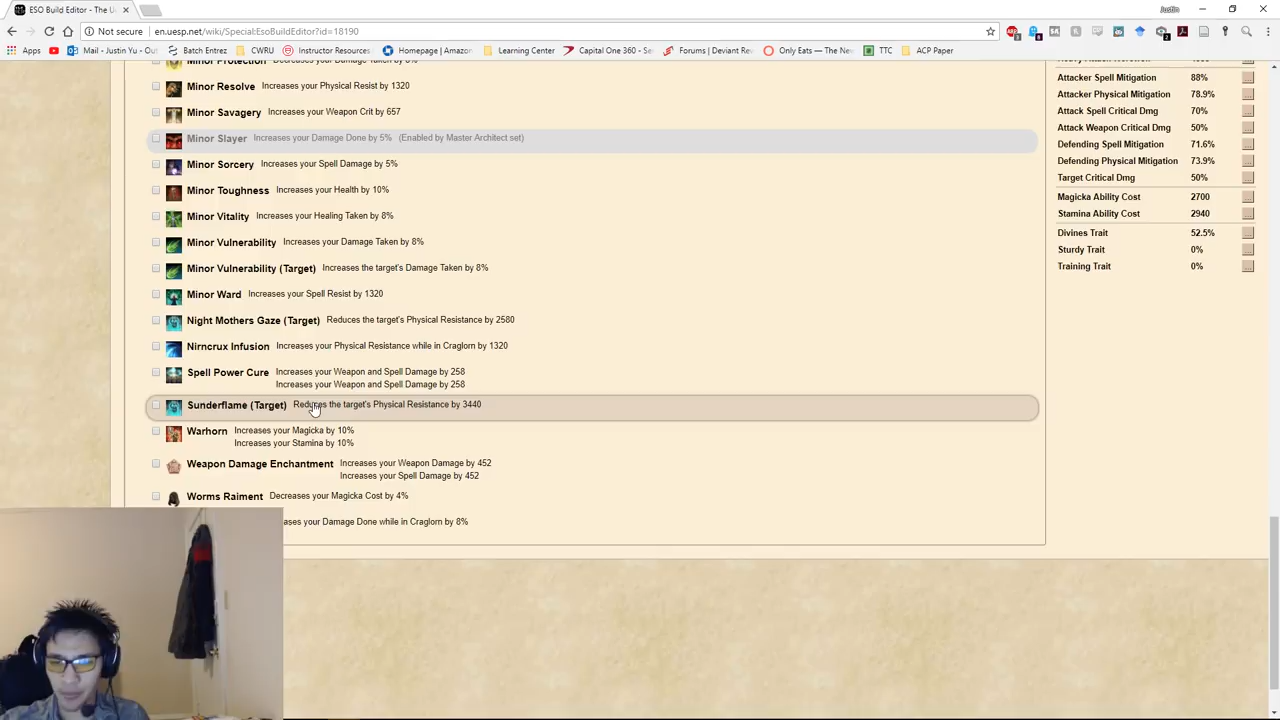 ESO Build Editor - The U
Justin
Not secure | en.uesp.net/wiki/Special:EsoBuildEditor?id=18190
Apps
Mail - Justin Yu - Out
Batch Entrez
CWRU
Instructor Resources
Homepage | Amazon
Learning Center
Capital One 360 - Se
Forums | Deviant Re
Only Eats — The New
TTC
ACP Paper
Minor Protection
Minor Resolve Increases your Physical Resist by 1320
Minor Savagery Increases your Weapon Crit by 657
Minor Slayer Increases your Damage Done by 5% (Enabled by Master Architect set)
Minor Sorcery Increases your Spell Damage by 5%
Minor Toughness Increases your Health by 10%
Minor Vitality Increases your Healing Taken by 8%
Minor Vulnerability Increases your Damage Taken by 8%
Minor Vulnerability (Target) Increases the target's Damage Taken by 8%
Minor Ward Increases your Spell Resist by 1320
Night Mothers Gaze (Target) Reduces the target's Physical Resistance by 2580
Nirncrux Infusion Increases your Physical Resistance while in Craglorn by 1320
Spell Power Cure Increases your Weapon and Spell Damage by 258
Increases your Weapon and Spell Damage by 258
Sunderflame (Target) Reduces the target's Physical Resistance by 3440
Warhorn Increases your Magicka by 10%
Increases your Stamina by 10%
Weapon Damage Enchantment Increases your Weapon Damage by 452
Increases your Spell Damage by 452
Worms Raiment Decreases your Magicka Cost by 4%
ases your Damage Done while in Craglorn by 8%
Attacker Spell Mitigation 88%
Attacker Physical Mitigation 78.9%
Attack Spell Critical Dmg 70%
Attack Weapon Critical Dmg 50%
Defending Spell Mitigation 71.6%
Defending Physical Mitigation 73.9%
Target Critical Dmg 50%
Magicka Ability Cost 2700
Stamina Ability Cost 2940
Divines Trait 52.5%
Sturdy Trait 0%
Training Trait 0%